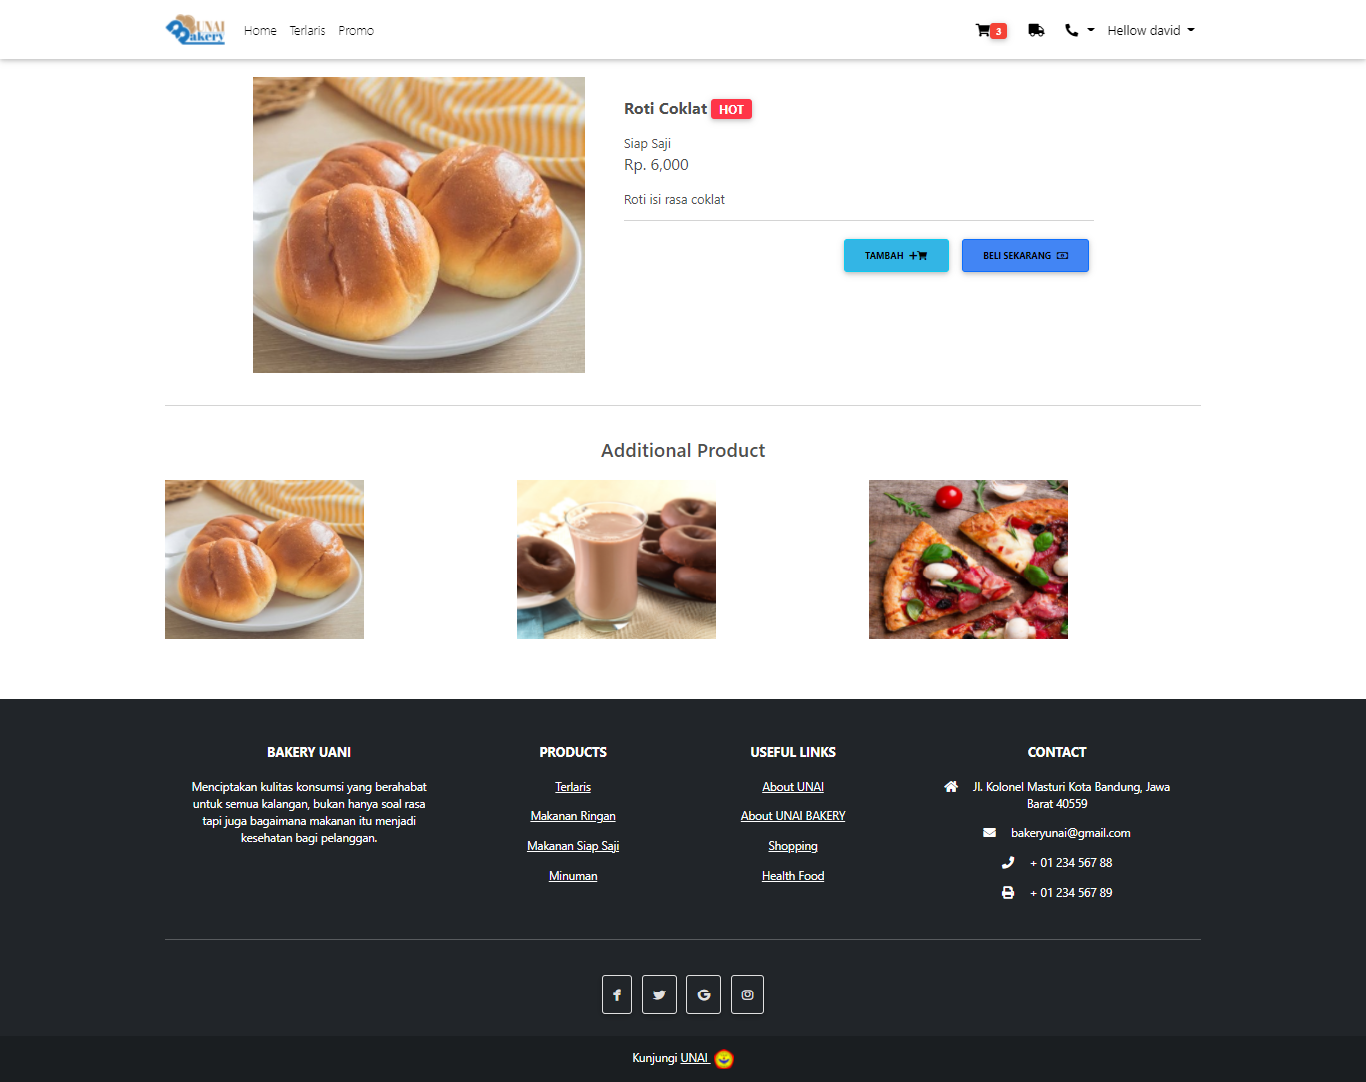 UNAI
Bakery
Home Terlaris Promo
3
Hellow david
Roti Coklat HOT
Siap Saji
Rp. 6,000
Roti isi rasa coklat
TAMBAH
BELI SEKARANG
Additional Product
BAKERY UANI
Menciptakan kulitas konsumsi yang berahabat
untuk semua kalangan, bukan hanya soal rasa
tapi juga bagaimana makanan itu menjadi
kesehatan bagi pelanggan.
PRODUCTS
Terlaris
Makanan Ringan
Makanan Siap Saji
Minuman
USEFUL LINKS
About UNAI
About UNAI BAKERY
Shopping
Health Food
CONTACT
Jl. Kolonel Masturi Kota Bandung, Jawa
Barat 40559
bakeryunai@gmail.com
+ 01 234 567 88
+ 01 234 567 89
Kunjungi UNAI